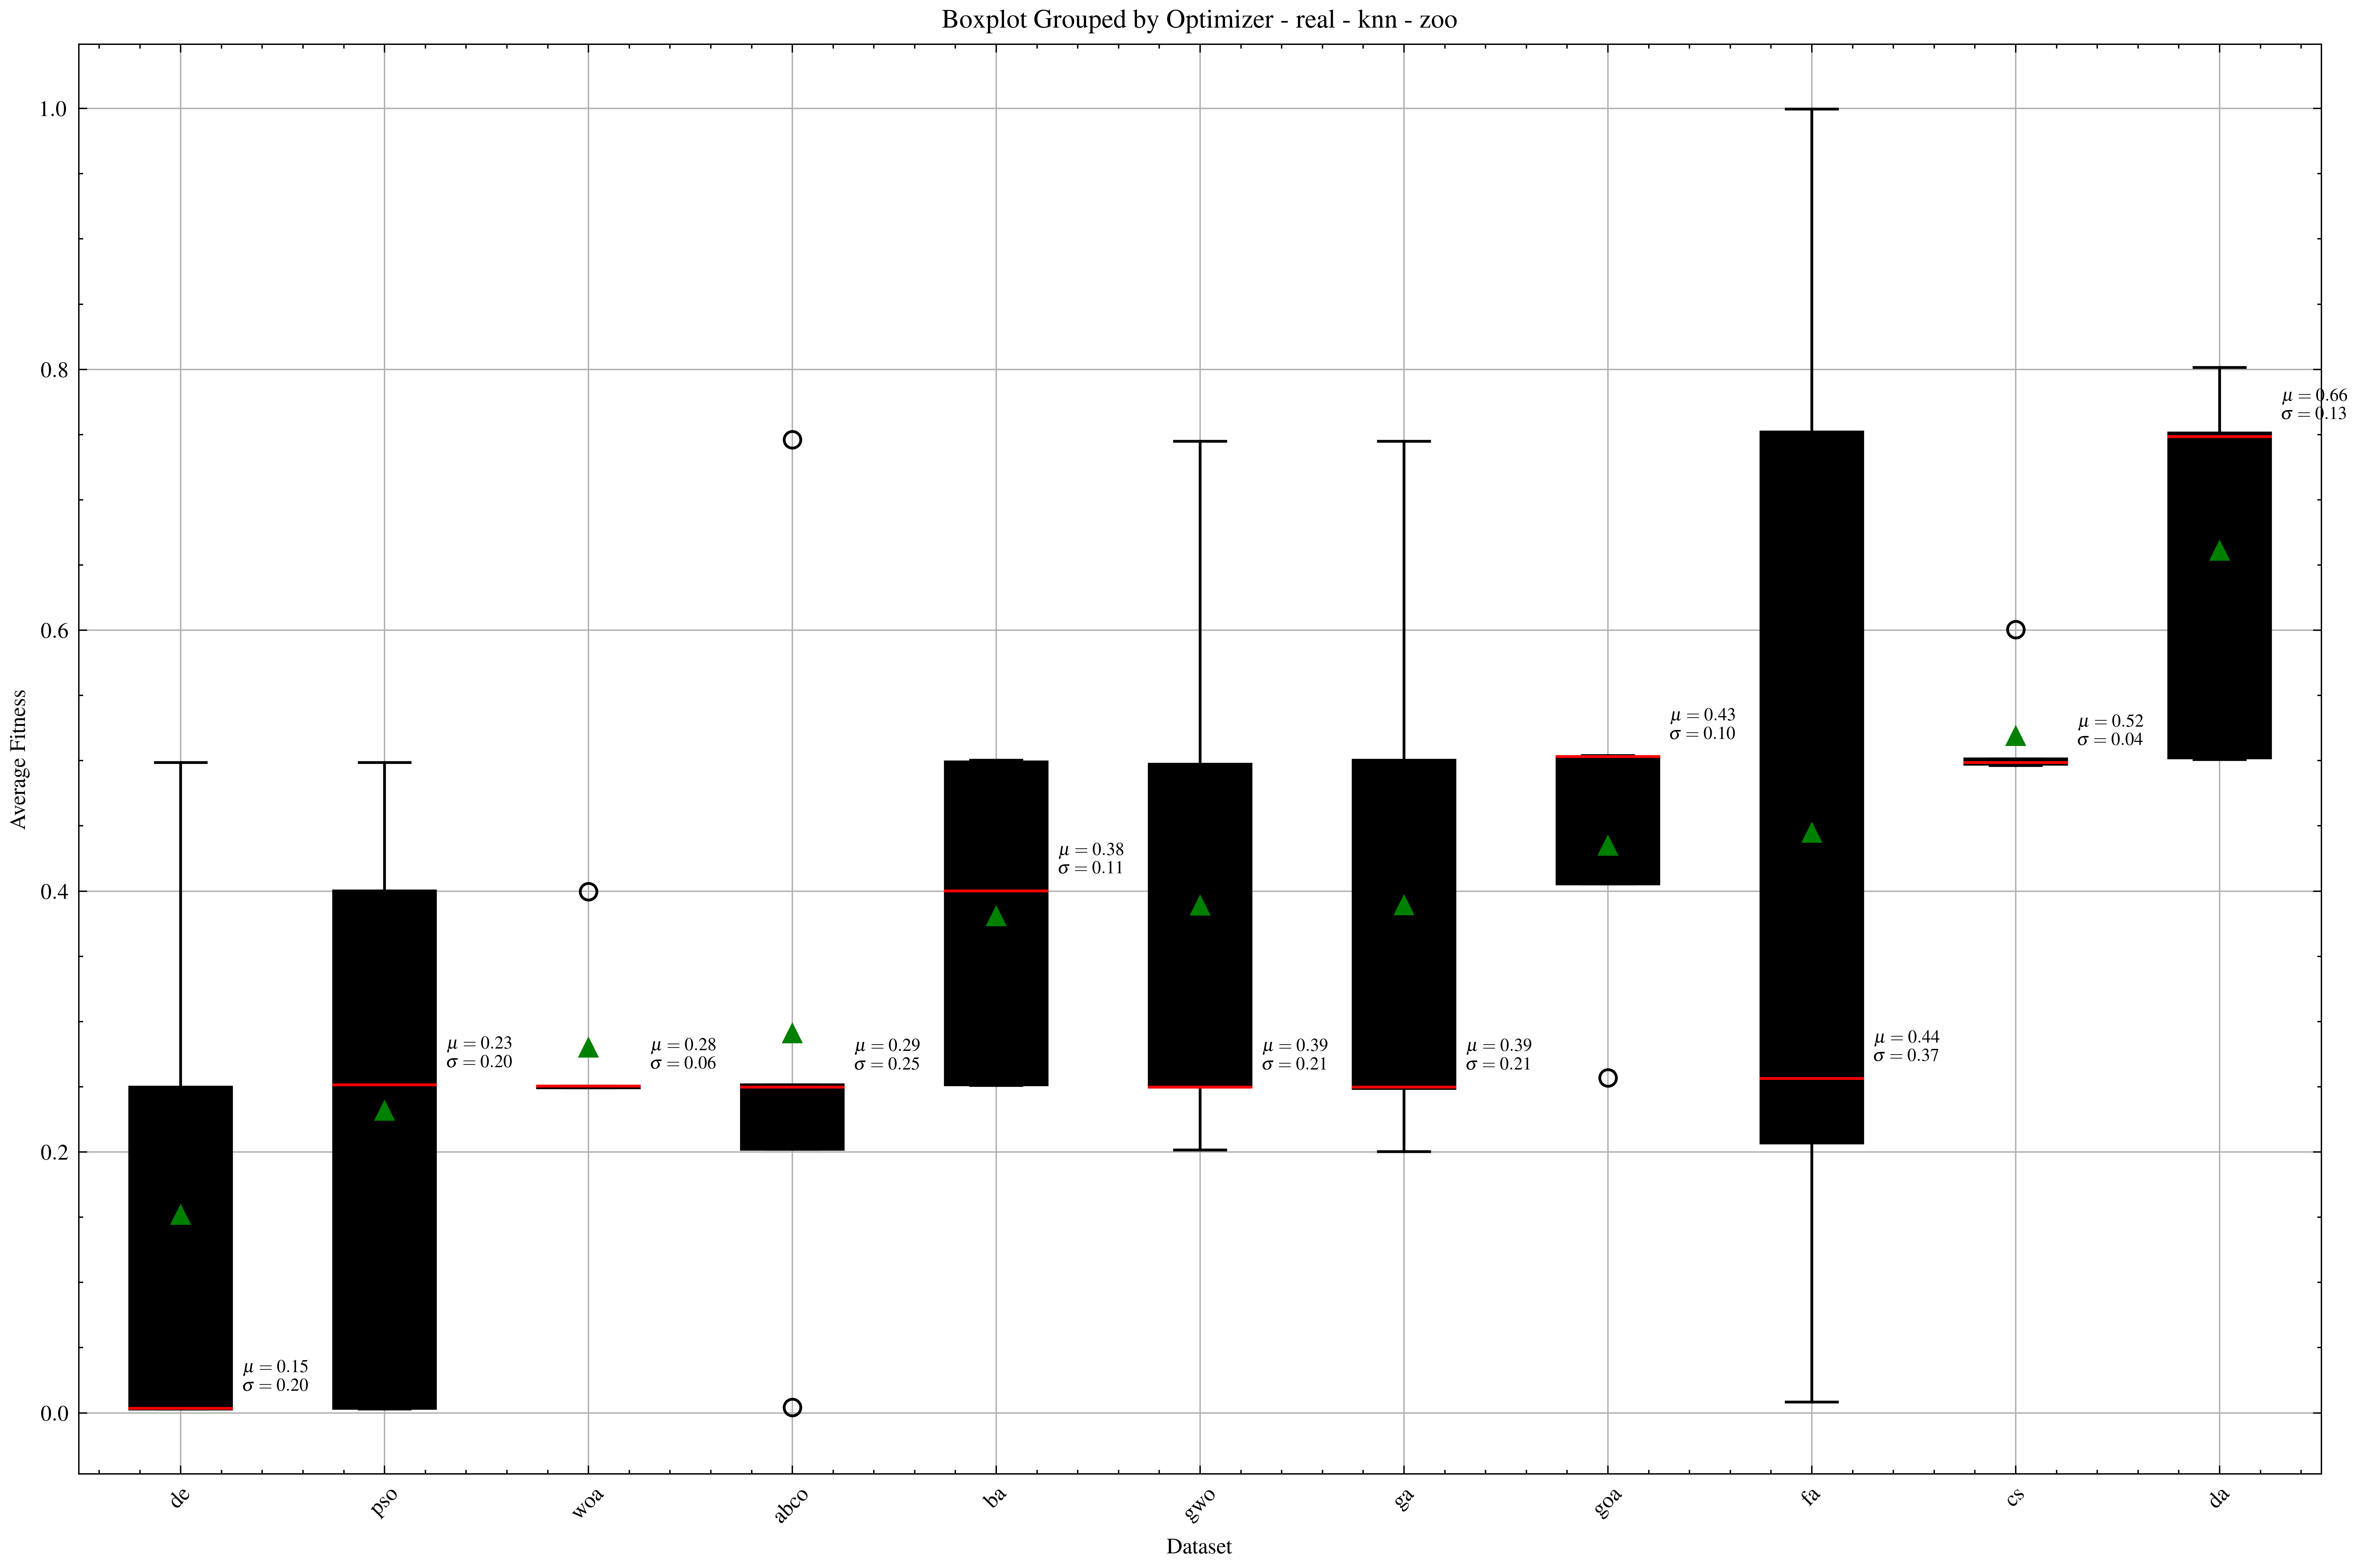 Boxplot Grouped by Optimizer - real - knn - zoo
1.0
0.8
0.6
0.4
0.2
0.0
Average Fitness
μ = 0.15
σ = 0.20
μ = 0.23
σ = 0.20
μ = 0.28
σ = 0.06
μ = 0.29
σ = 0.25
μ = 0.38
σ = 0.11
μ = 0.39
σ = 0.21
μ = 0.39
σ = 0.21
μ = 0.43
σ = 0.10
μ = 0.44
σ = 0.37
μ = 0.52
σ = 0.04
μ = 0.66
σ = 0.13
de
pso
woa
abco
ba
gwo
ga
goa
fa
cs
da
Dataset